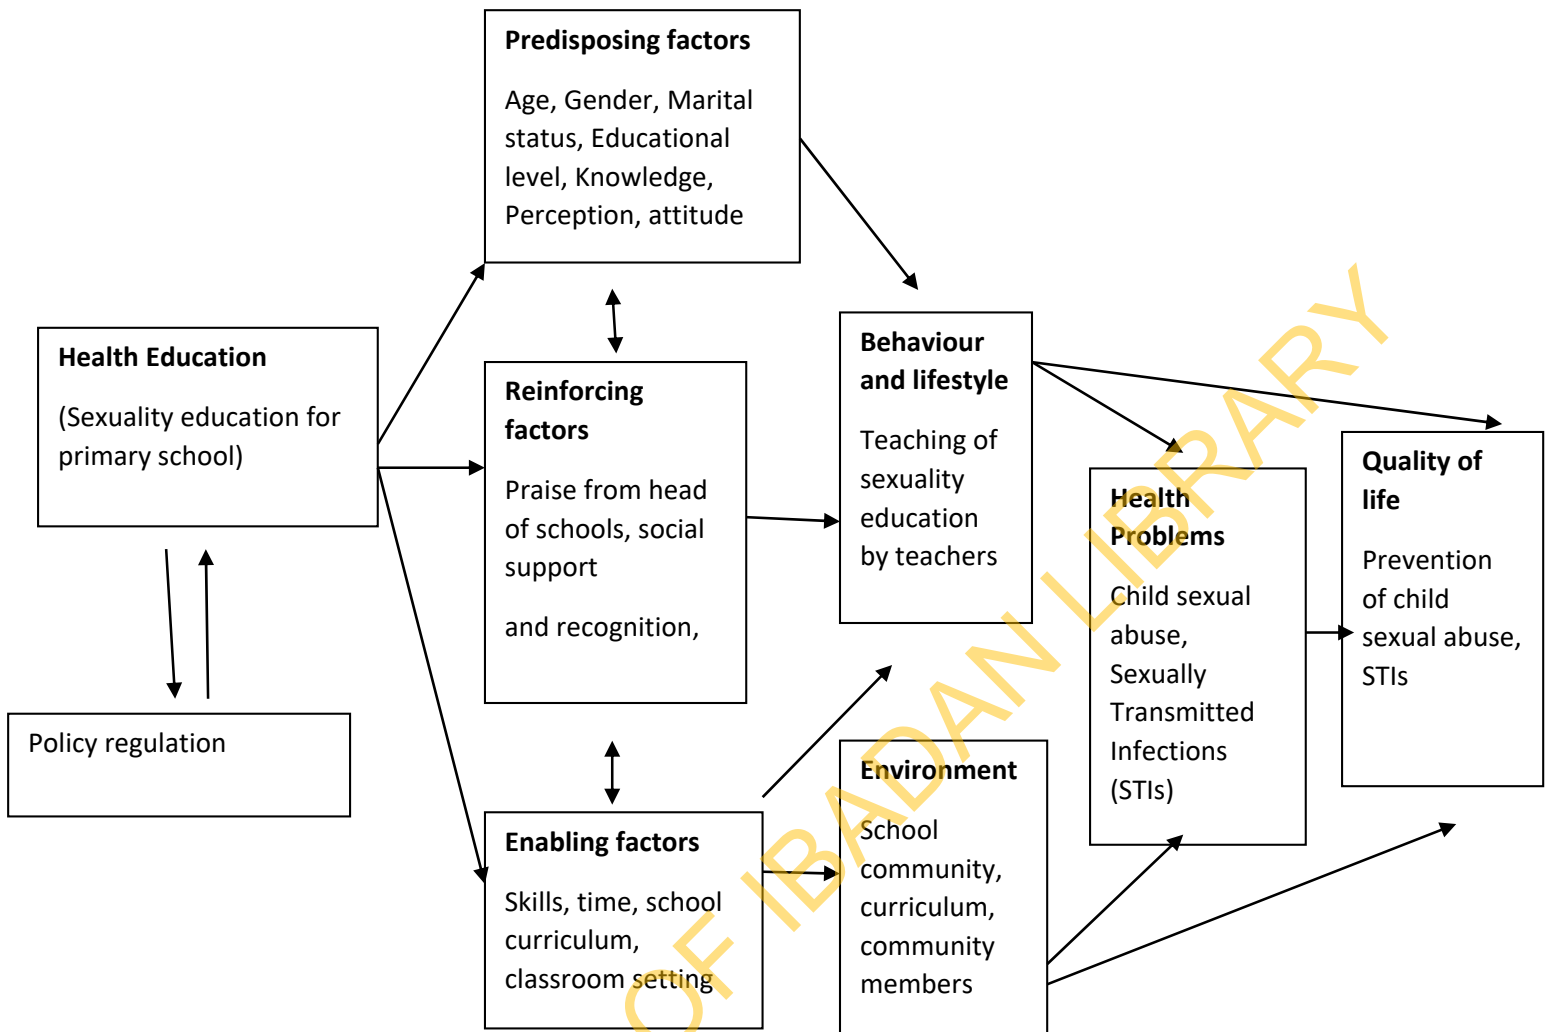 Predisposing factors
Age, Gender, Marital
status, Educational
level, Knowledge,
Perception, attitude
Health Education
(Sexuality education for
primary school)
Reinforcing
factors
Praise from head
of schools, social
support
and recognition,
Behaviour
and lifestyle
Teaching of
sexuality
education
by teachers
Health
Problems
Child sexual
abuse,
Sexually
Transmitted
Infections
(STIs)
Quality of
life
Prevention
of child
sexual abuse,
STIs
Policy regulation
Enabling factors
Skills, time, school
curriculum,
classroom setting
Environment
School
community,
curriculum,
community
members
OF IBADAN LIBRARY